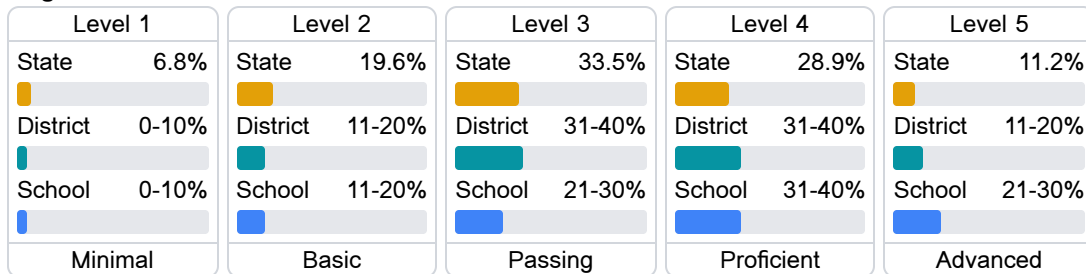 Level 1
State 6.8%
District 0-10%
School 0-10%
Minimal
Level 2
State 19.6%
District 11-20%
School 11-20%
Basic
Level 3
State 33.5%
District 31-40%
School 21-30%
Passing
Level 4
State 28.9%
District 31-40%
School 31-40%
Proficient
Level 5
State 11.2%
District 11-20%
School 21-30%
Advanced